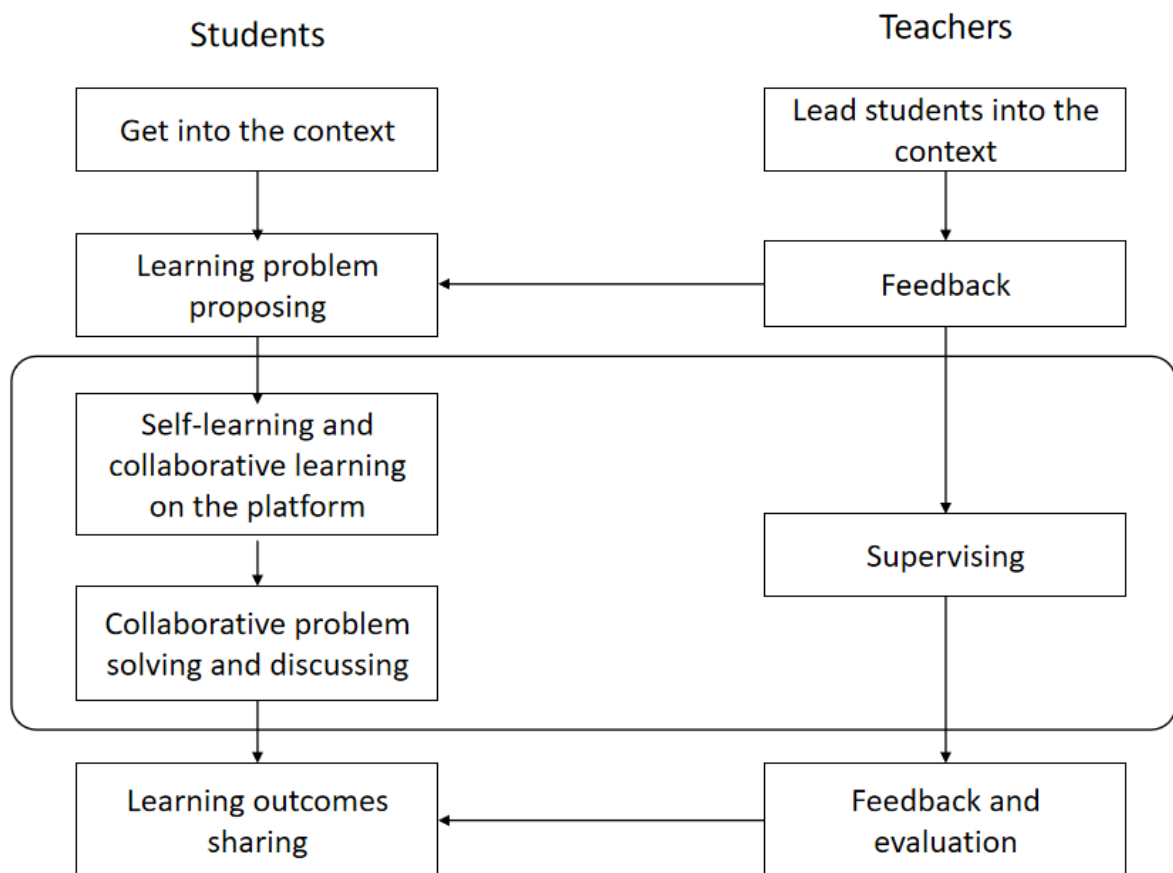 Students
Teachers
Get into the context
Lead students into the
context
Learning problem
proposing
Feedback
Self-learning and
collaborative learning
on the platform
Supervising
Collaborative problem
solving and discussing
Learning outcomes
sharing
Feedback and
evaluation